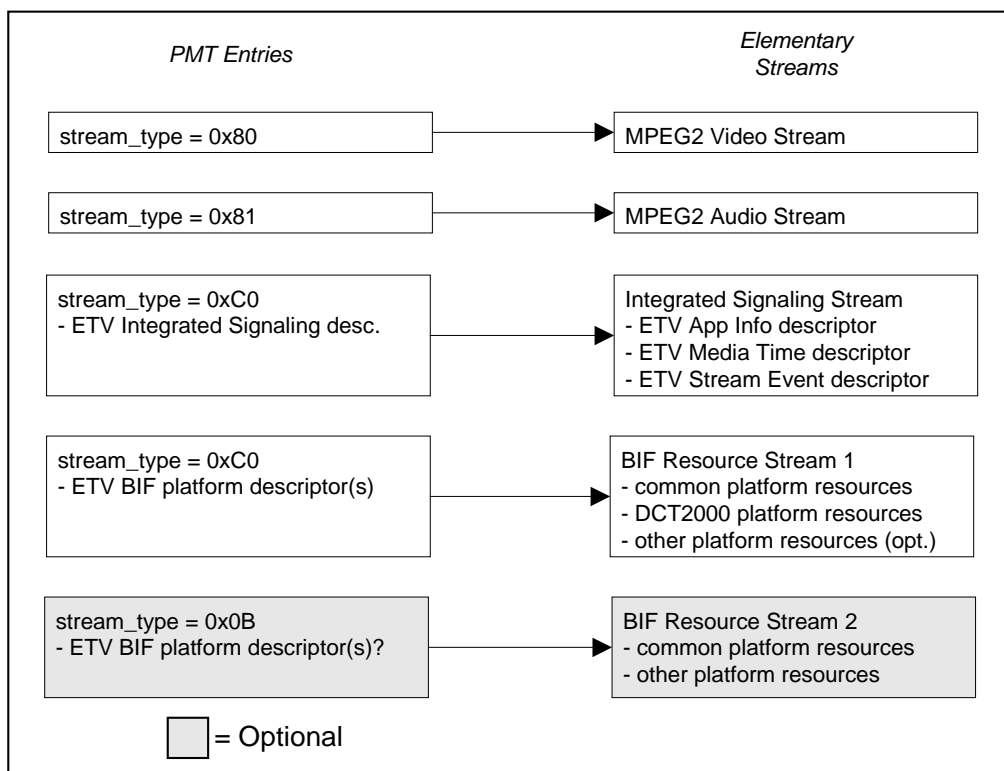 PMT Entries
Elementary
Streams
stream_type = 0x80
MPEG2 Video Stream
stream_type = 0x81
MPEG2 Audio Stream
stream_type = 0xC0
- ETV Integrated Signaling desc.
Integrated Signaling Stream
- ETV App Info descriptor
- ETV Media Time descriptor
- ETV Stream Event descriptor
stream_type = 0xC0
- ETV BIF platform descriptor(s)
BIF Resource Stream 1
- common platform resources
- DCT2000 platform resources
- other platform resources (opt.)
stream_type = 0x0B
- ETV BIF platform descriptor(s)?
BIF Resource Stream 2
- common platform resources
- other platform resources
= Optional